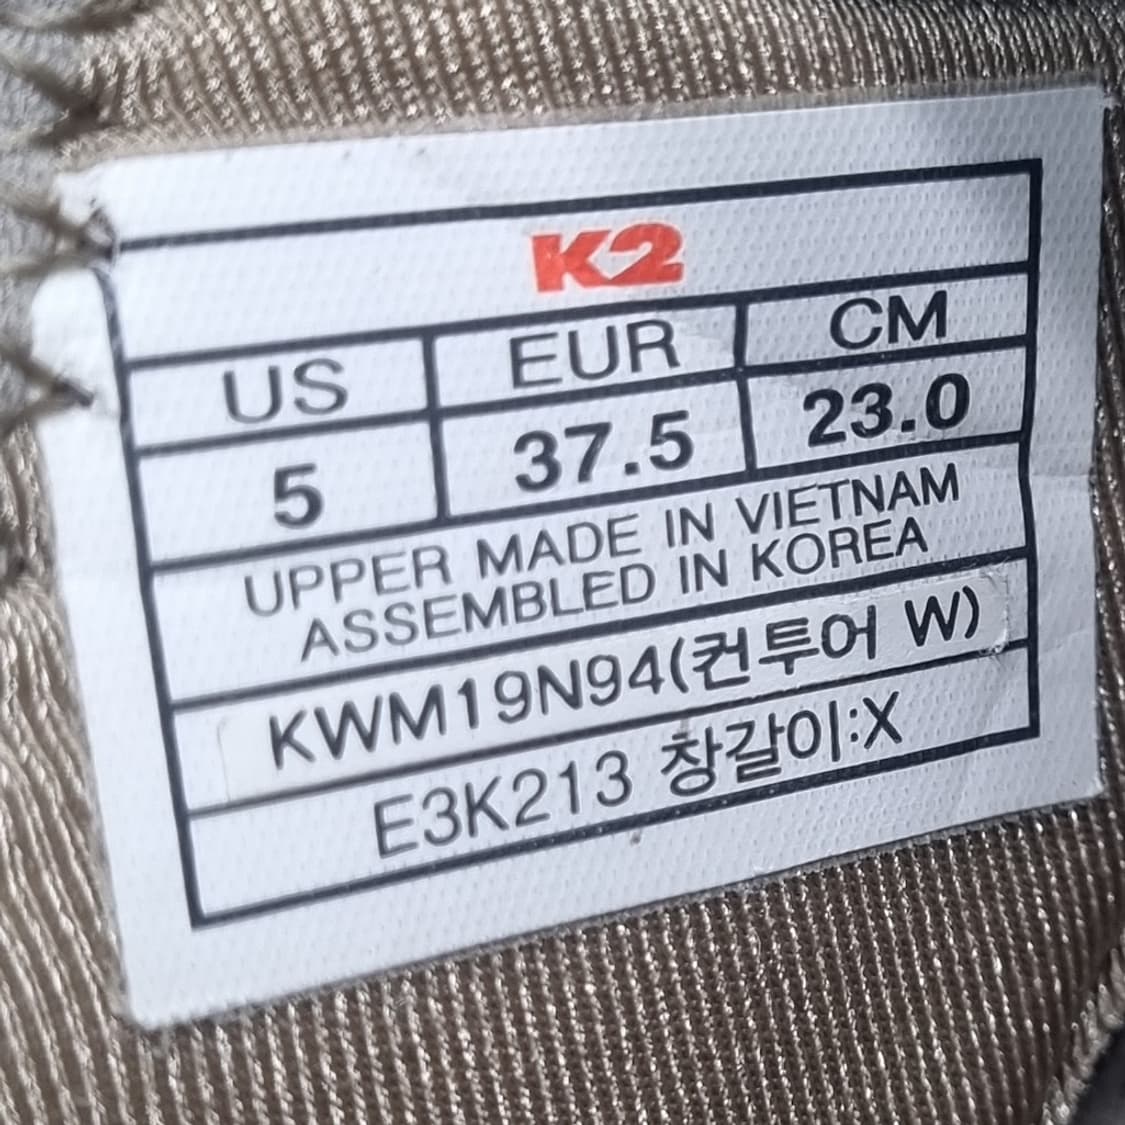 K2
US EUR CM
5 37.5 23.0
UPPER MADE IN VIETNAM
ASSEMBLED IN KOREA
KWM19N94(컨투어 W)
E3K213 창갈이:X